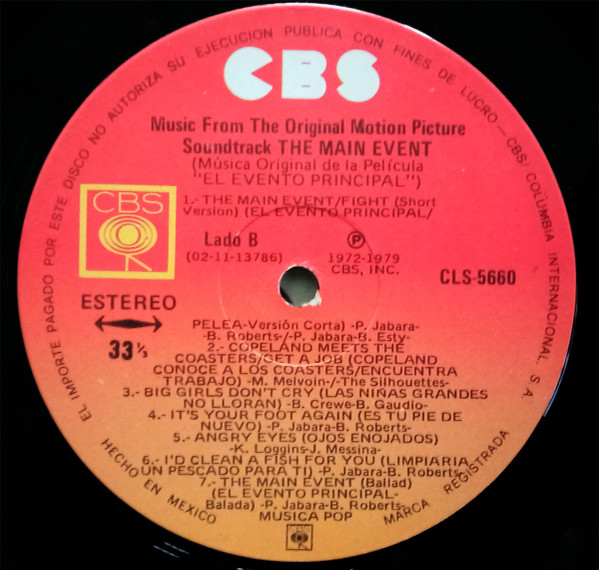 EL IMPORTE PAGADO POR ESTE DISCO NO AUTORIZA SU EJECUCION PUBLICA CON FINES DE LUCRO—CBS/COLUMBIA INTERNACIONAL, S.A.
CBS
Music From The Original Motion Picture
Soundtrack THE MAIN EVENT
(Música Original de la Película
"EL EVENTO PRINCIPAL")
1.- THE MAIN EVENT/FIGHT (Short
Version) (EL EVENTO PRINCIPAL/
CBS
Lado B
(02-11-13786)
Ⓟ
1972-1979
CBS, INC.
CLS-5660
ESTEREO
33 ⅓
PELEA-Versión Corta) -P. Jabara-
-B. Roberts-/-P. Jabara-B. Esty-
2.- COPELAND MEETS THE
COASTERS/GET A JOB (COPELAND
CONOCE A LOS COASTERS/ENCUENTRA
TRABAJO) -M. Melvoin-/-The Silhouettes-
3.- BIG GIRLS DON'T CRY (LAS NIÑAS GRANDES
NO LLORAN) -B. Crewe-B. Gaudio-
4.- IT'S YOUR FOOT AGAIN (ES TU PIE DE
NUEVO) -P. Jabara-B. Roberts-
5.- ANGRY EYES (OJOS ENOJADOS)
-K. Loggins-J. Messina-
6.- I'D CLEAN A FISH FOR YOU (LIMPIARIA
UN PESCADO PARA TI) -P. Jabara-B. Roberts-
7.- THE MAIN EVENT (Ballad)
(EL EVENTO PRINCIPAL-
Balada) -P. Jabara-B. Roberts-
MUSICA POP
HECHO EN MEXICO
MARCA REGISTRADA
CBS